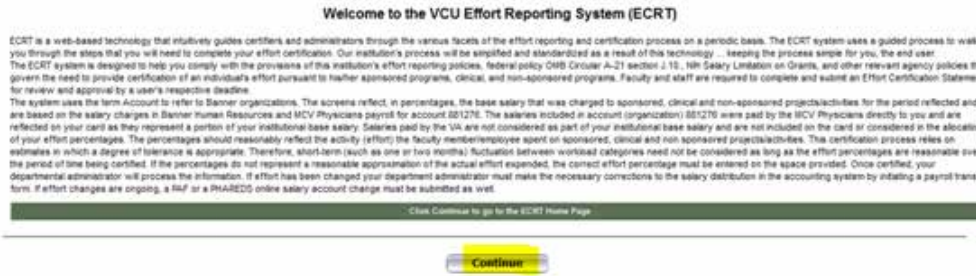 Welcome to the VCU Effort Reporting System (ECRT)
ECRT is a web-based technology that intuitively guides certifiers and administrators through the various facets of the effort reporting and certification process on a periodic basis. The ECRT system uses a guided process to walk
you through the steps that you will need to complete your effort certification. Our institution's process will be simplified and standardized as a result of this technology ... keeping the process simple for you, the end user.
The ECRT system is designed to help you comply with the provisions of this institution's effort reporting policies, federal policy OMB Circular A-21 section J.10., NIH Salary Limitation on Grants, and other relevant agency policies th
govern the need to provide certification of an individual's effort pursuant to his/her sponsored programs, clinical, and non-sponsored programs. Faculty and staff are required to complete and submit an Effort Certification Stateme
for review and approval by a user's respective deadline.
The system uses the term Account to refer to Banner organizations. The screens reflect, in percentages, the base salary that was charged to sponsored, clinical and non-sponsored projects/activities for the period reflected and
are based on the salary charges in Banner Human Resources and MCV Physicians payroll for account 881276. The salaries included in account (organization) 881276 were paid by the MCV Physicians directly to you and are
reflected on your card as they represent a portion of your institutional base salary. Salaries paid by the VA are not considered as part of your institutional base salary and are not included on the card or considered in the allocation
of your effort percentages. The percentages should reasonably reflect the activity (effort) the faculty member/employee spent on sponsored, clinical and non sponsored projects/activities. This certification process relies on
estimates in which a degree of tolerance is appropriate. Therefore, short-term (such as one or two months) fluctuation between workload categories need not be considered as long as the effort percentages are reasonable over
the period of time being certified. If the percentages do not represent a reasonable approximation of the actual effort expended, the correct effort percentage must be entered on the space provided. Once certified, your
departmental administrator will process the information. If effort has been changed your department administrator must make the necessary corrections to the salary distribution in the accounting system by initiating a payroll trans
form. If effort changes are ongoing, a PAF or a PHAREDS online salary account change must be submitted as well.
Click Continue to go to the ECRT Home Page
Continue